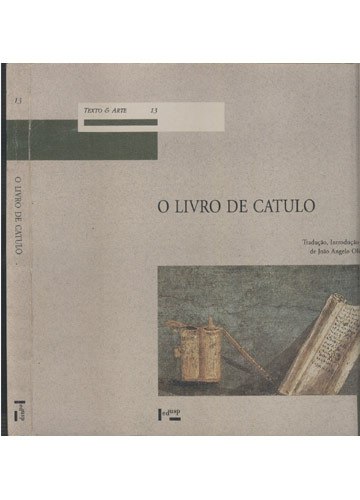 13
O LIVRO DE CATULO
edusp
TEXTO & ARTE 13
O LIVRO DE CATULO
Tradução, Introdução
de João Angelo
edusp